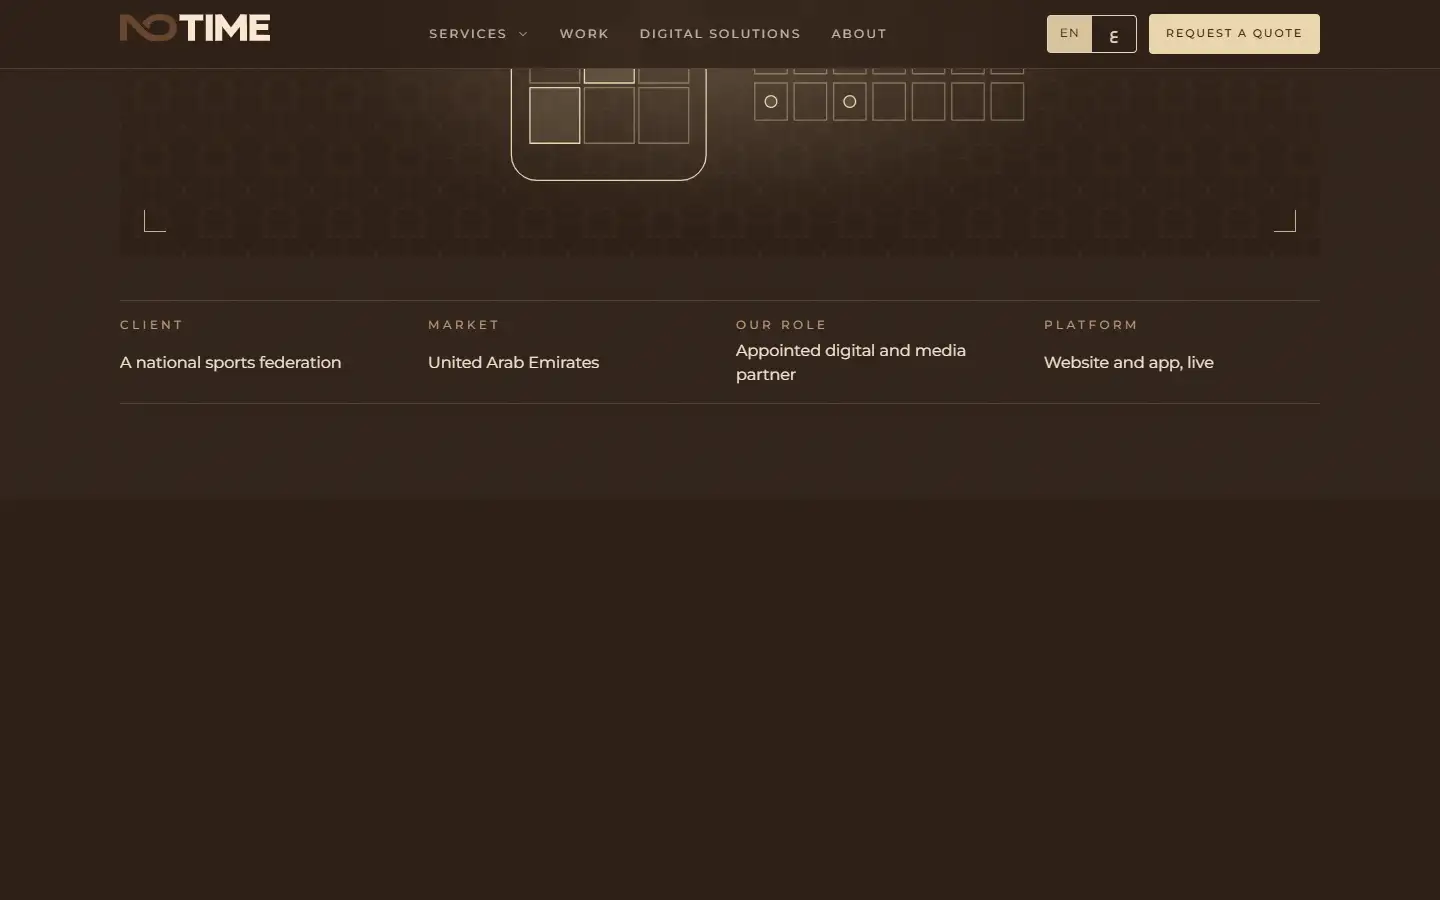 NOTIME
SERVICES
WORK
DIGITAL SOLUTIONS
ABOUT
EN
ع
REQUEST A QUOTE
CLIENT
A national sports federation
MARKET
United Arab Emirates
OUR ROLE
Appointed digital and media
partner
PLATFORM
Website and app, live